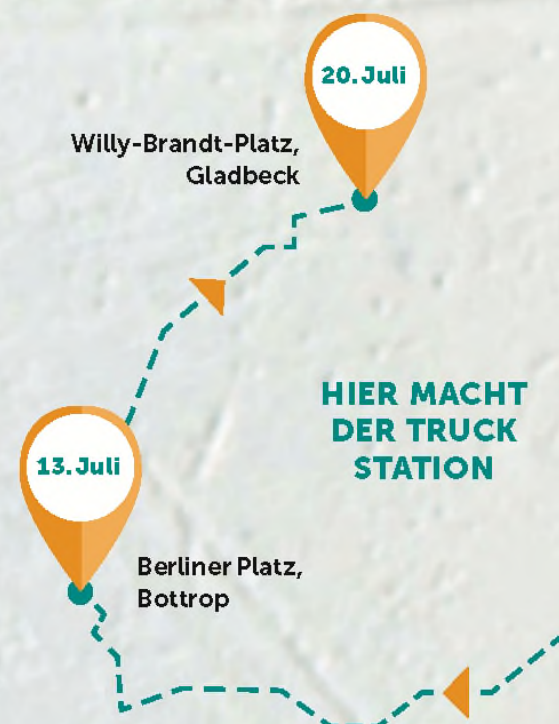 20. Juli
Willy-Brandt-Platz,
Gladbeck
HIER MACHT
DER TRUCK
STATION
13. Juli
Berliner Platz,
Bottrop